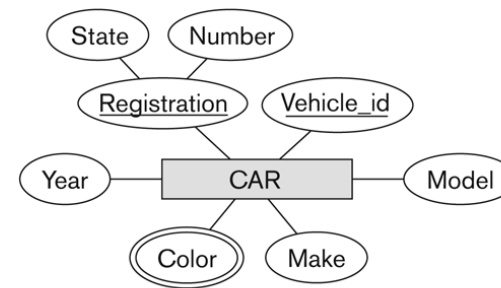 State
Number
Registration
Vehicle_id
Year
CAR
Model
Color
Make